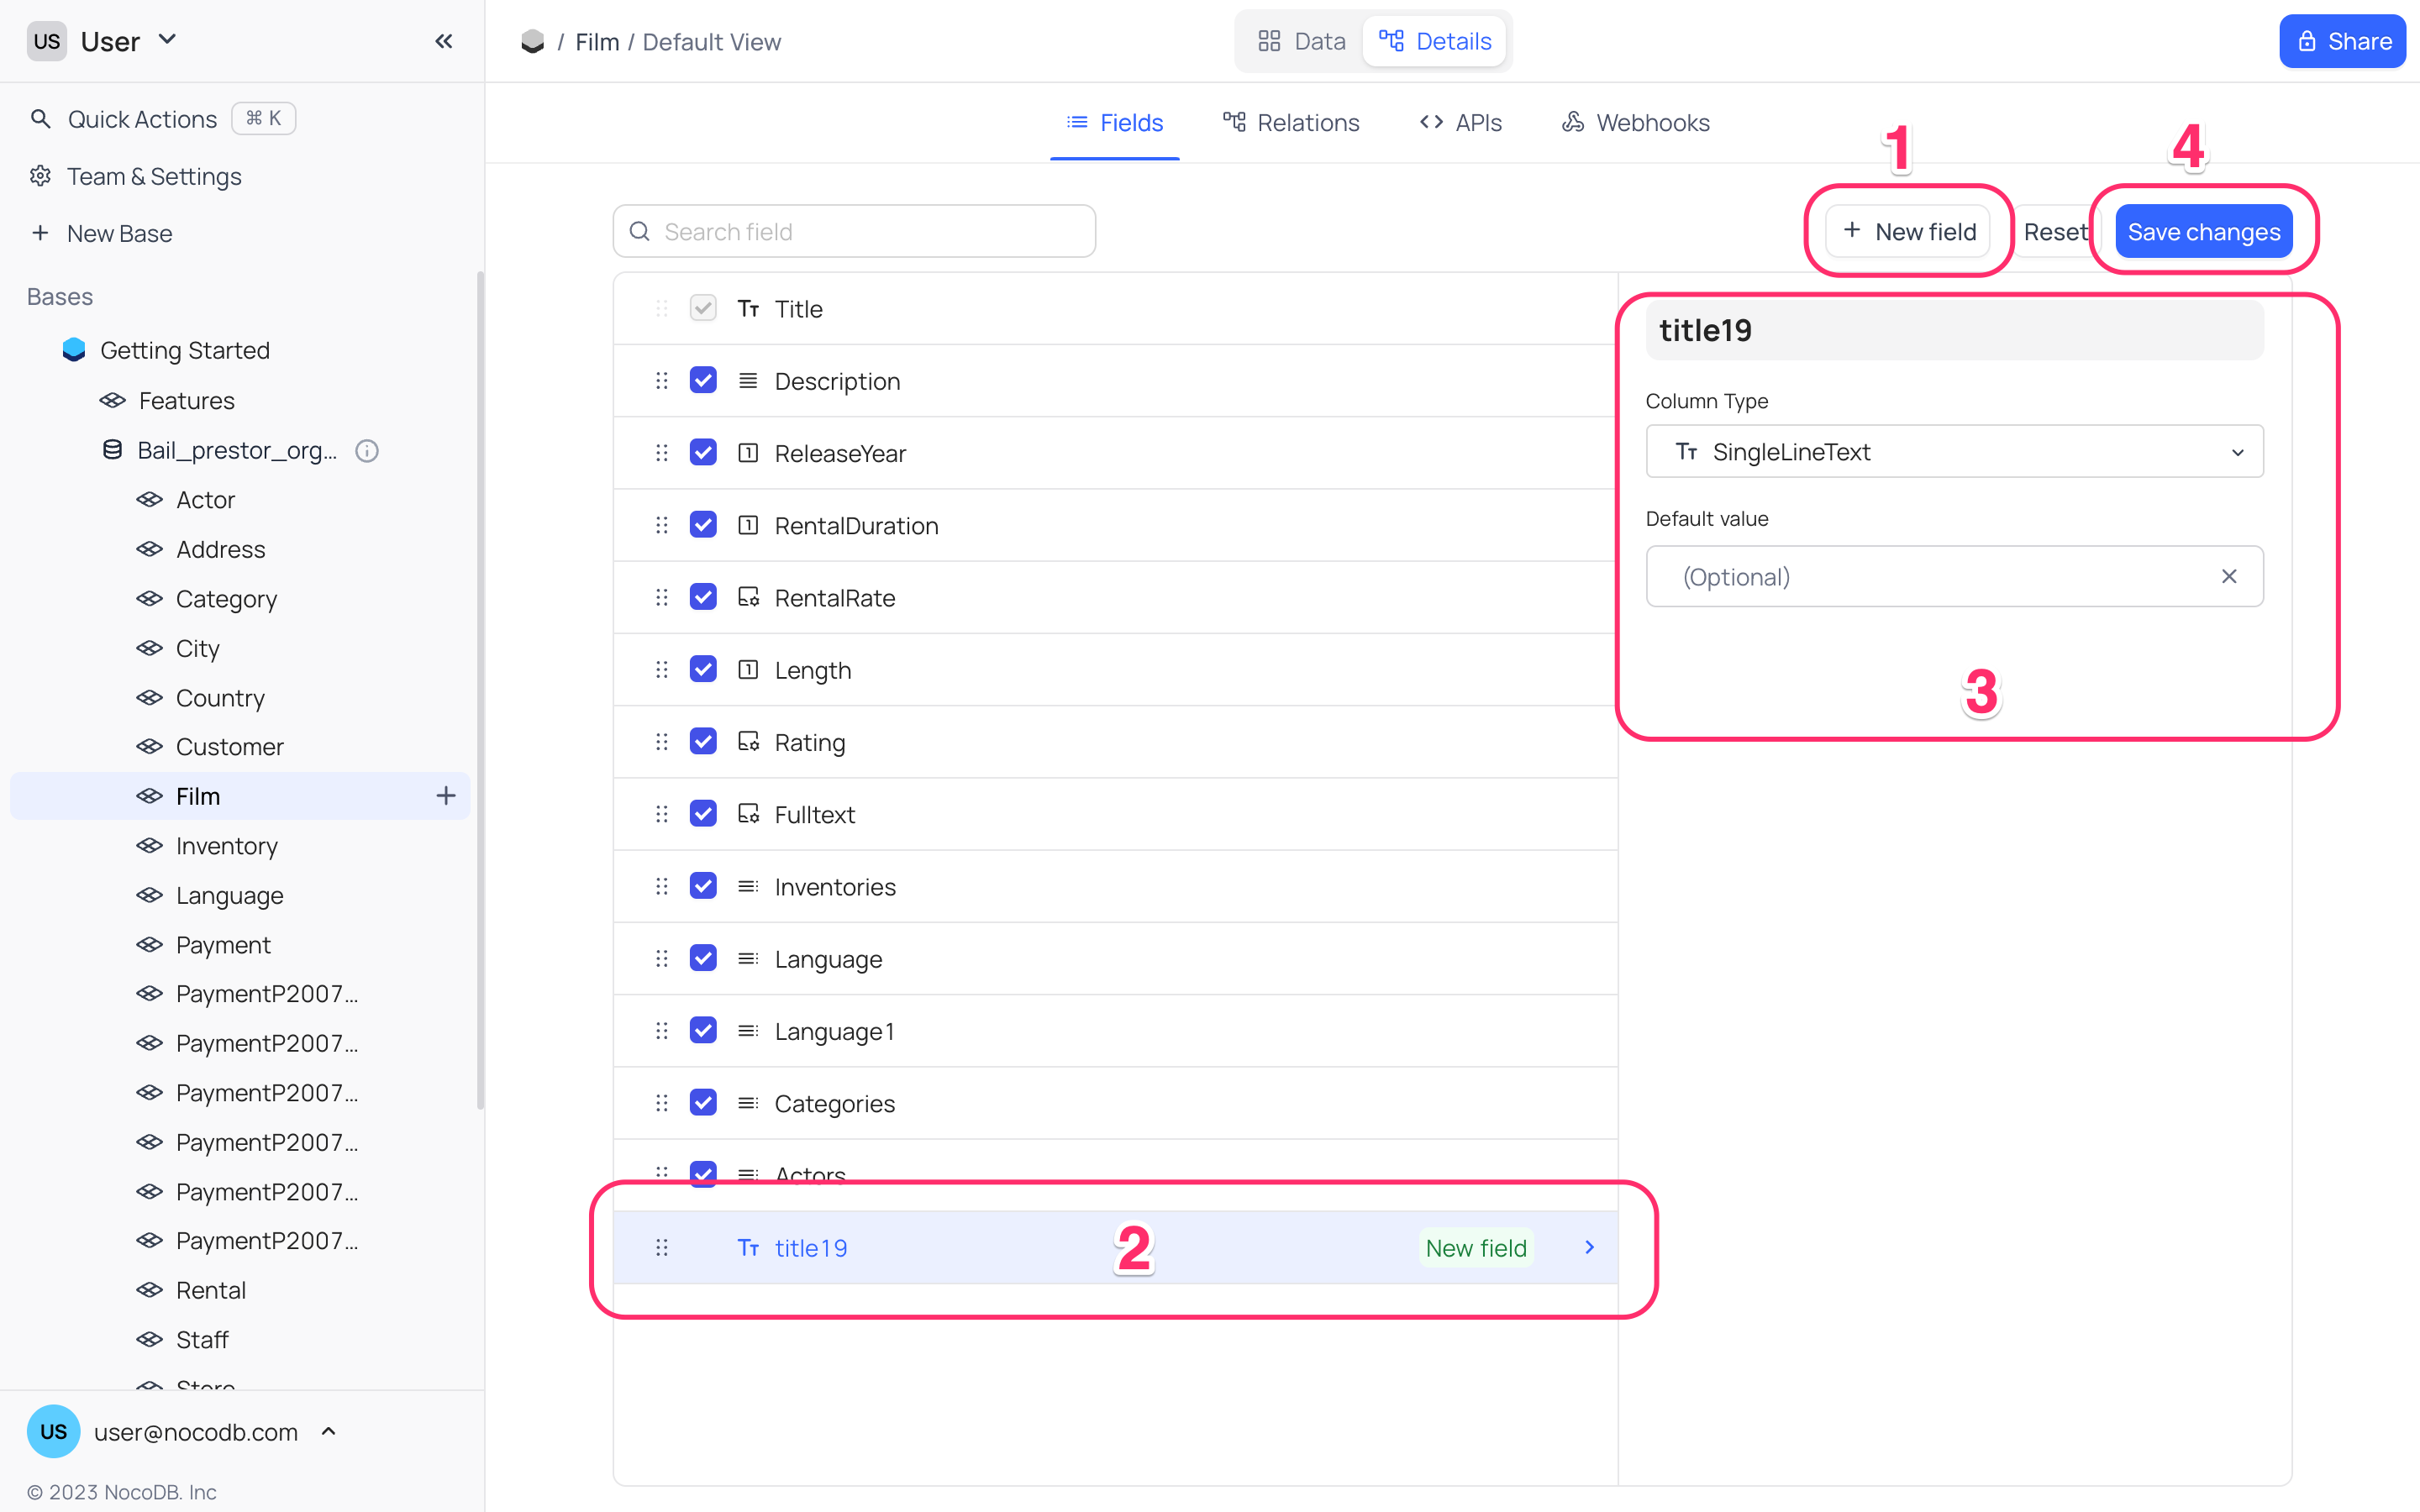 US User
/ Film / Default View
Data
Details
Share
Quick Actions ⌘ K
Team & Settings
New Base
Bases
Getting Started
Features
Bail_prestor_org...
Actor
Address
Category
City
Country
Customer
Film
Inventory
Language
Payment
PaymentP2007...
PaymentP2007...
PaymentP2007...
PaymentP2007...
PaymentP2007...
PaymentP2007...
Rental
Staff
Store
US user@nocodb.com
© 2023 NocoDB. Inc
Fields
Relations
APIs
Webhooks
1
4
Search field
+ New field
Reset
Save changes
Title
Description
ReleaseYear
RentalDuration
RentalRate
Length
Rating
Fulltext
Inventories
Language
Language1
Categories
Actors
title19
2
New field
title19
Column Type
SingleLineText
Default value
(Optional)
3